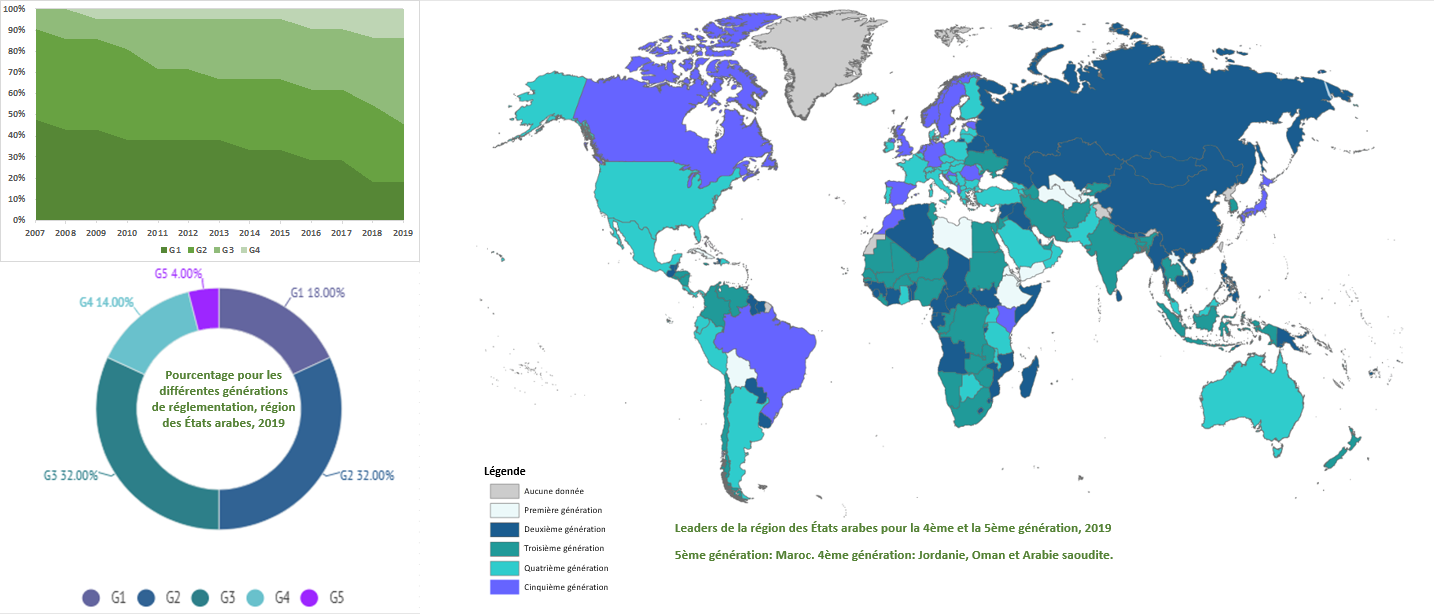 100%
90%
80%
70%
60%
50%
40%
30%
20%
10%
0%
2007 2008 2009 2010 2011 2012 2013 2014 2015 2016 2017 2018 2019
G1 G2 G3 G4
G5 4.00%
G1 18.00%
G4 14.00%
Pourcentage pour les
différentes générations
de réglementation, région
des États arabes, 2019
G3 32.00%
G2 32.00%
G1 G2 G3 G4 G5
Légende
Aucune donnée
Première génération
Deuxième génération
Troisième génération
Quatrième génération
Cinquième génération
Leaders de la région des États arabes pour la 4ème et la 5ème génération, 2019
5ème génération: Maroc. 4ème génération: Jordanie, Oman et Arabie saoudite.